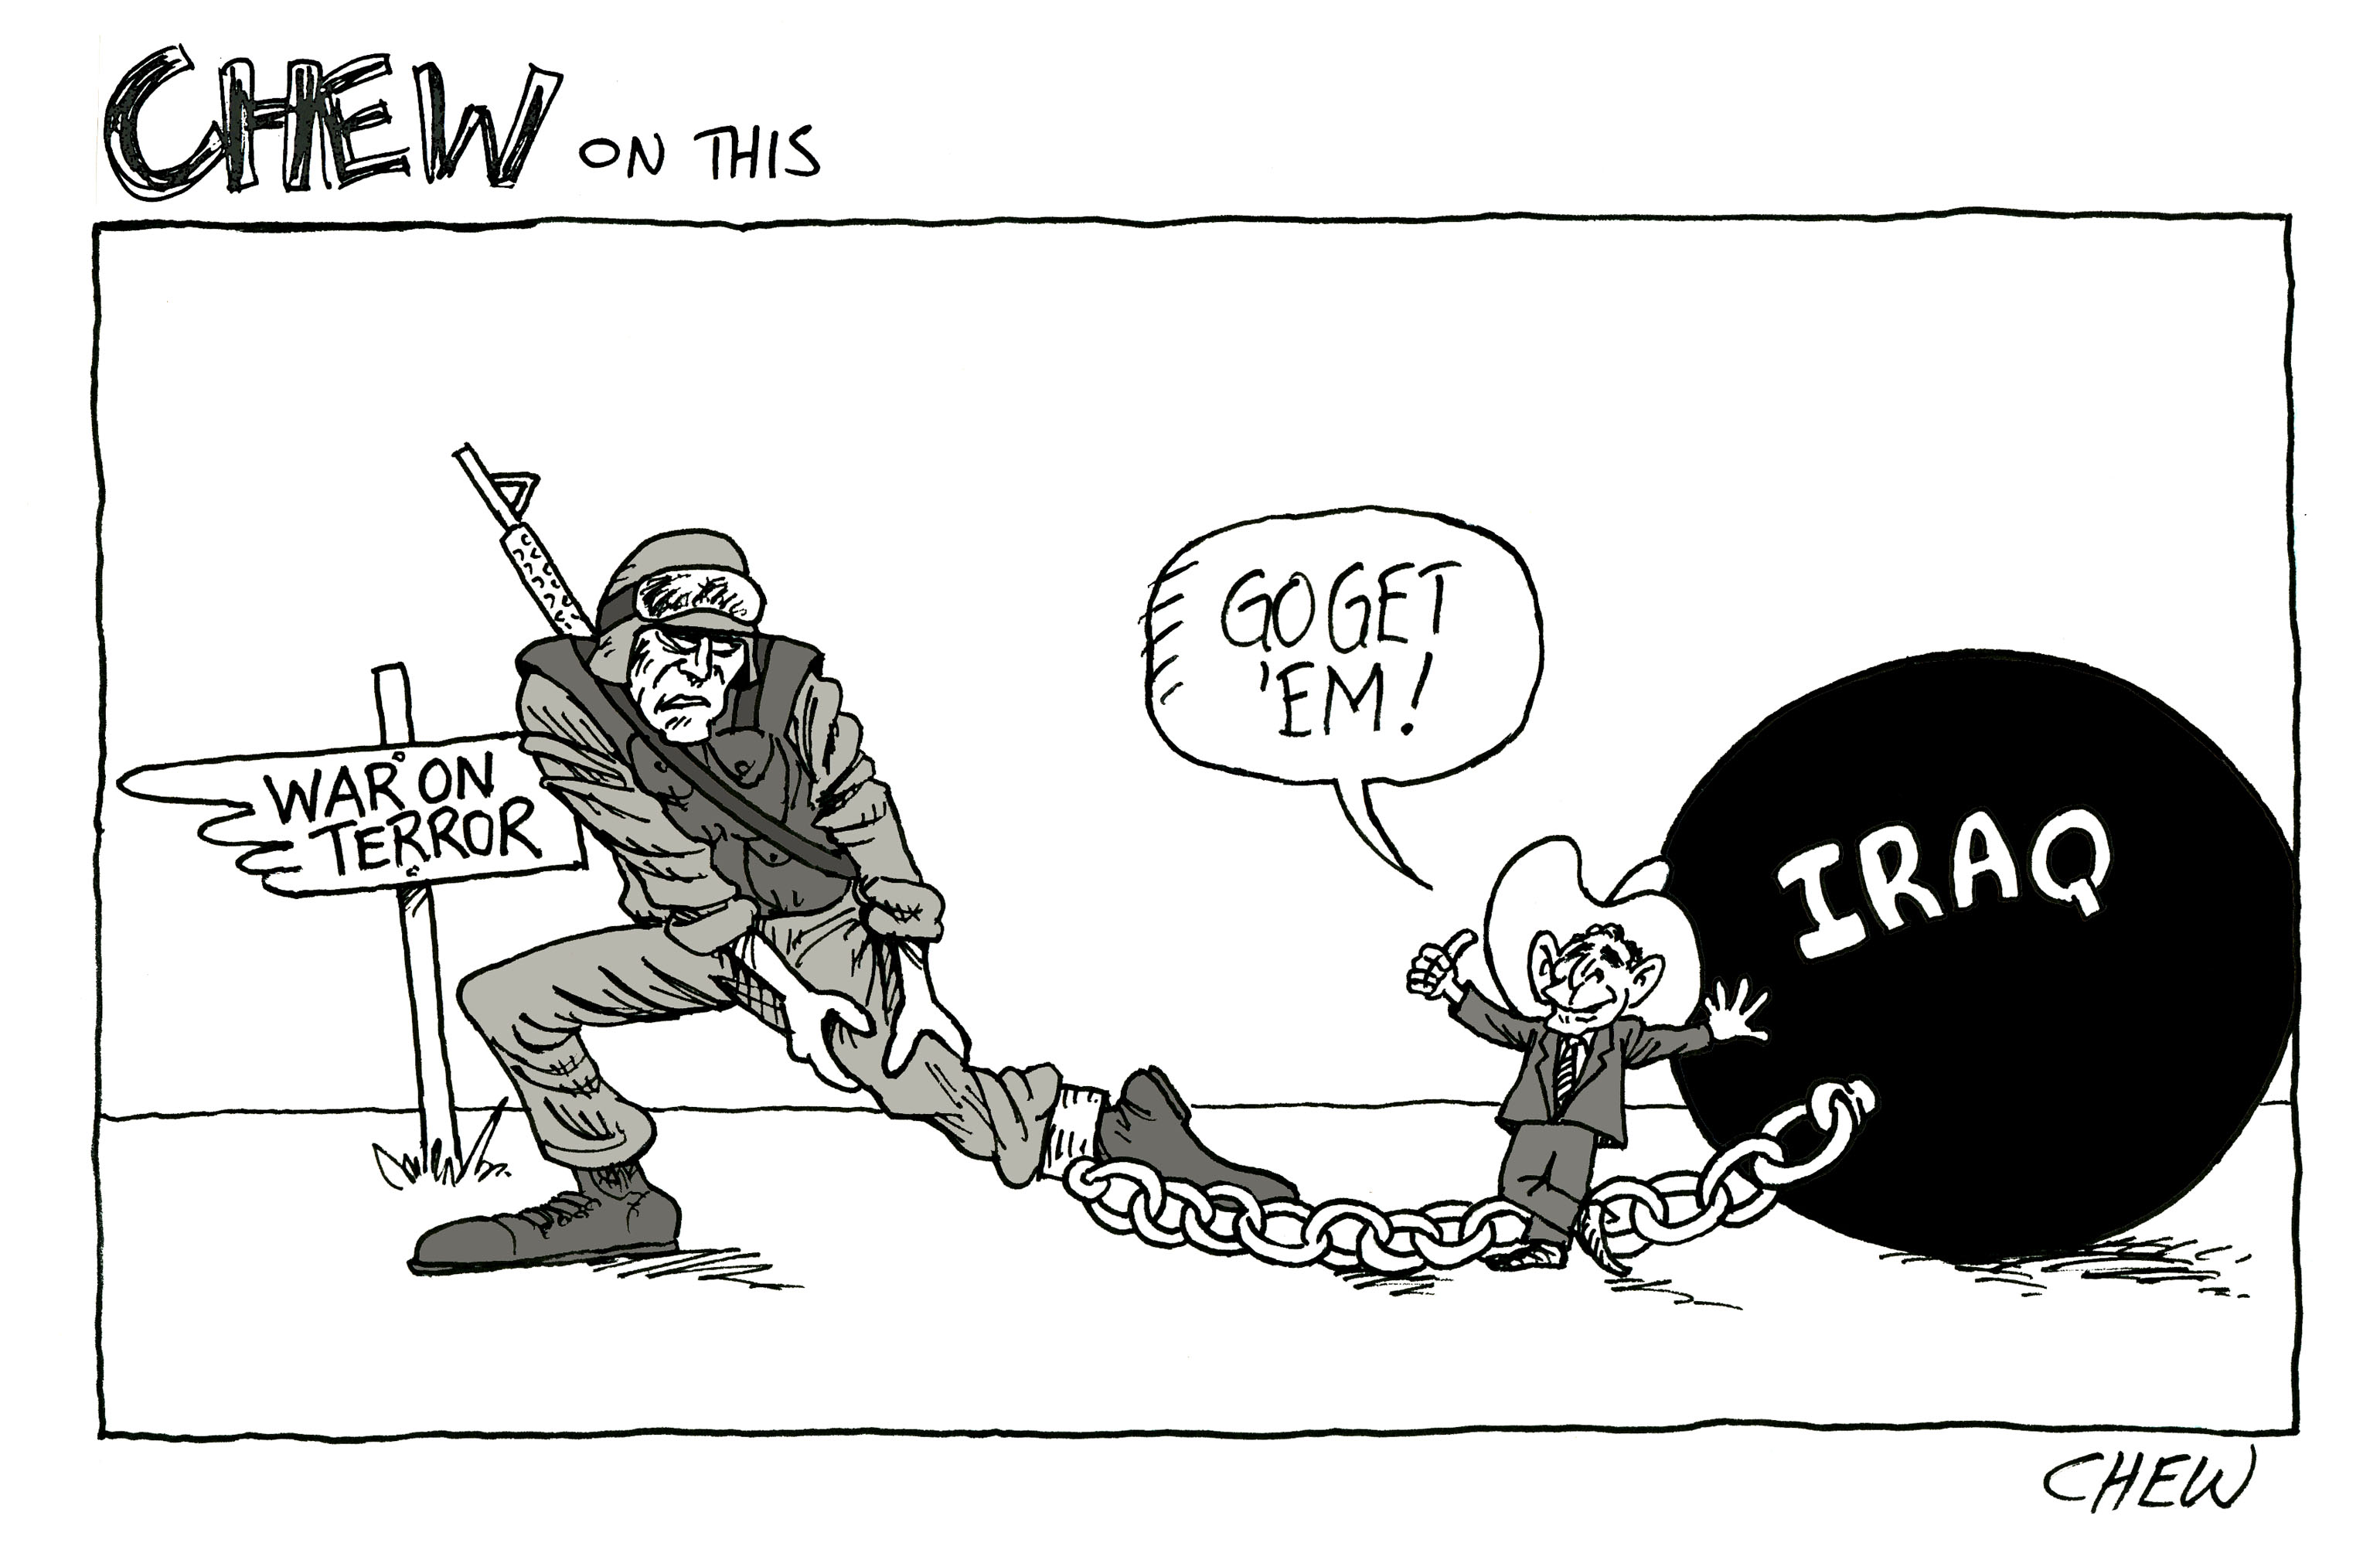 CHEW ON THIS
GO GET
'EM!
WAR ON
TERROR
IRAQ
CHEW